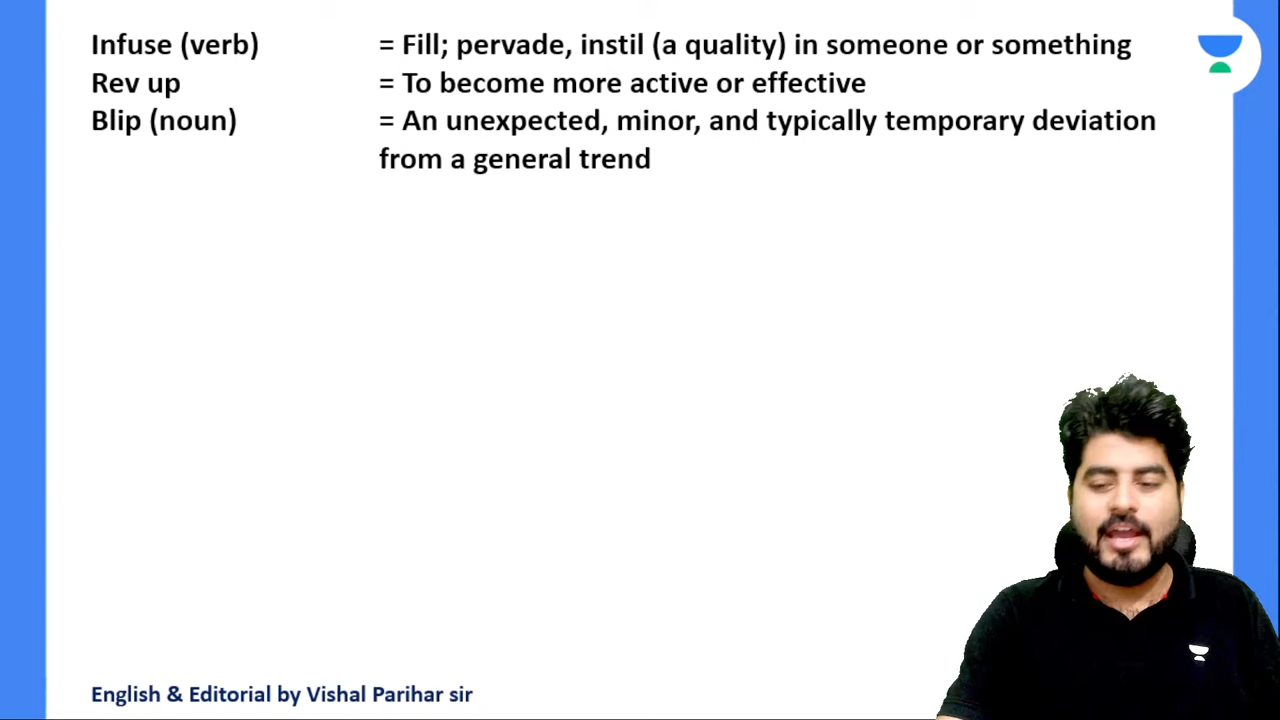 Infuse (verb) = Fill; pervade, instil (a quality) in someone or something
Rev up = To become more active or effective
Blip (noun) = An unexpected, minor, and typically temporary deviation
from a general trend
English & Editorial by Vishal Parihar sir